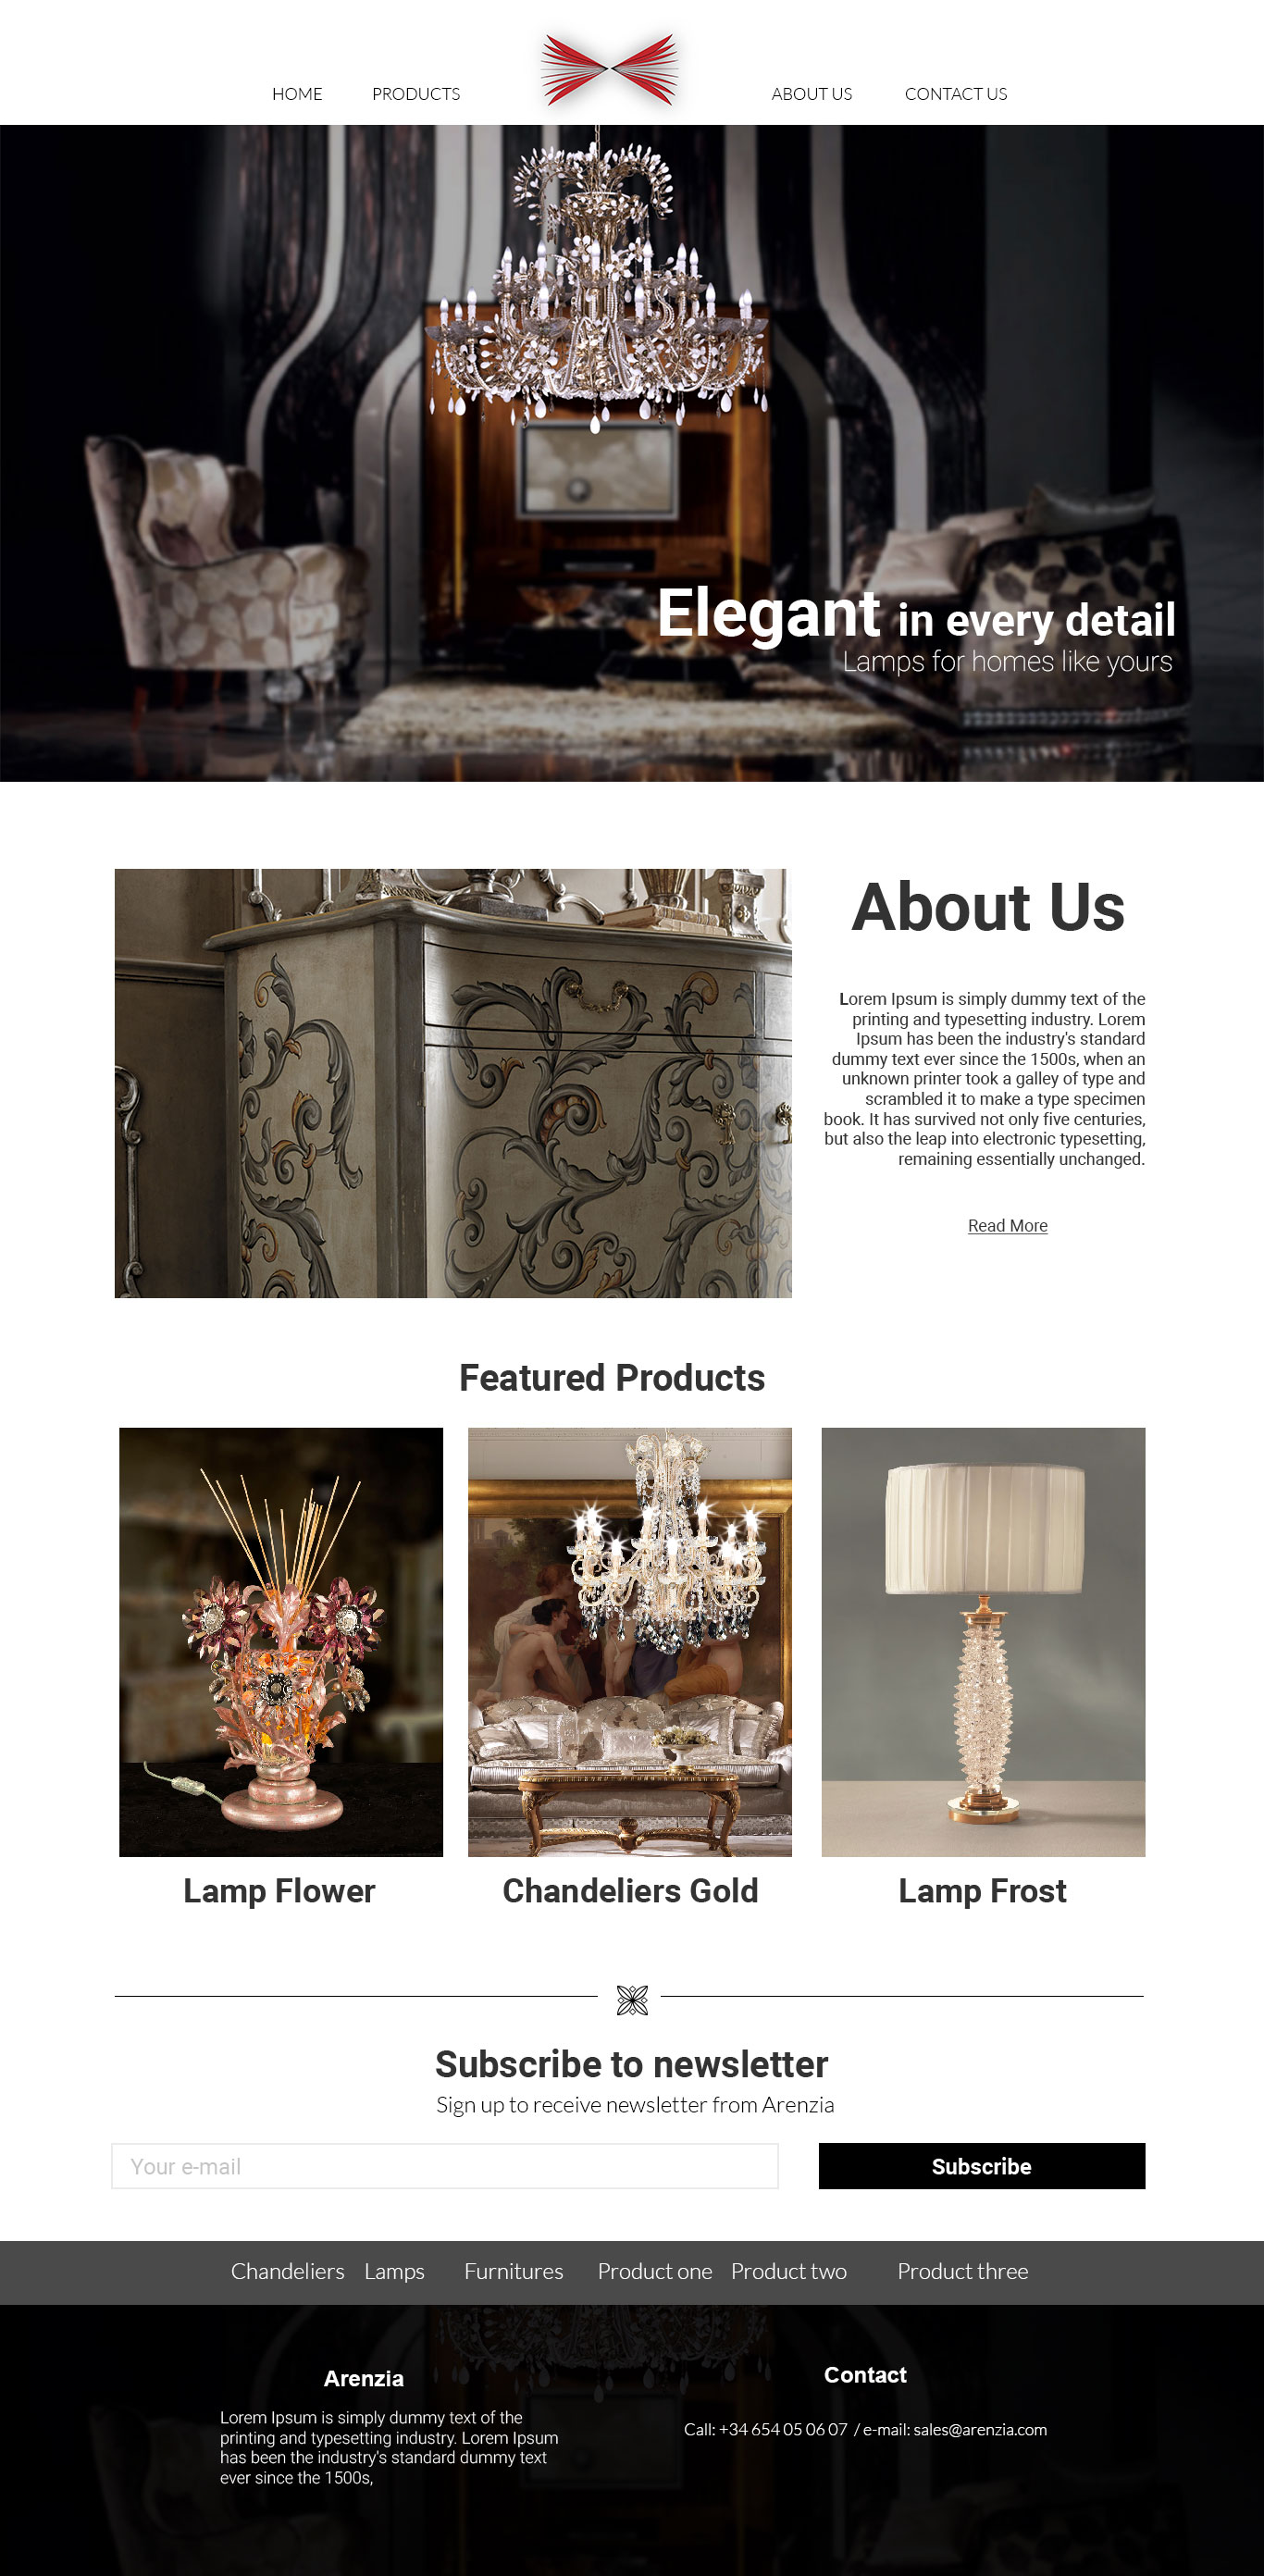 HOME PRODUCTS ABOUT US CONTACT US
Elegant in every detail
Lamps for homes like yours
About Us
Lorem Ipsum is simply dummy text of the
printing and typesetting industry. Lorem
Ipsum has been the industry's standard
dummy text ever since the 1500s, when an
unknown printer took a galley of type and
scrambled it to make a type specimen
book. It has survived not only five centuries,
but also the leap into electronic typesetting,
remaining essentially unchanged.
Read More
Featured Products
Lamp Flower
Chandeliers Gold
Lamp Frost
Subscribe to newsletter
Sign up to receive newsletter from Arenzia
Your e-mail
Subscribe
Chandeliers Lamps Furnitures Product one Product two Product three
Arenzia
Lorem Ipsum is simply dummy text of the
printing and typesetting industry. Lorem Ipsum
has been the industry's standard dummy text
ever since the 1500s,
Contact
Call: +34 654 05 06 07 / e-mail: sales@arenzia.com